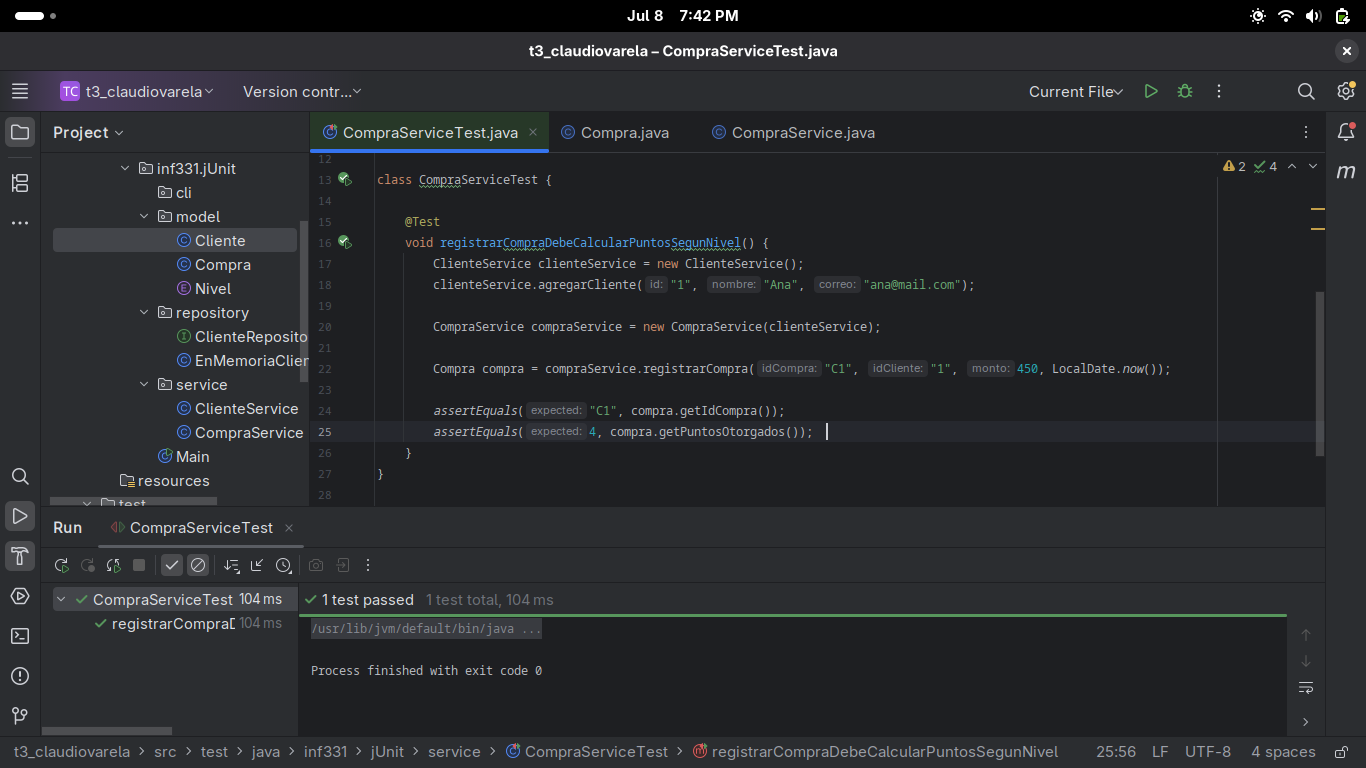 Jul 8 7:42 PM
t3_claudiovarela – CompraServiceTest.java
TC t3_claudiovarela Version contr... Current File
Project CompraServiceTest.java Compra.java CompraService.java
inf331.jUnit
cli
model
Cliente
Compra
Nivel
repository
ClienteReposito
EnMemoriaClien
service
ClienteService
CompraService
Main
resources
test
2 4
12
13 class CompraServiceTest {
14
15 @Test
16 void registrarCompraDebeCalcularPuntosSegunNivel() {
17 ClienteService clienteService = new ClienteService();
18 clienteService.agregarCliente( id: "1", nombre: "Ana", correo: "ana@mail.com");
19
20 CompraService compraService = new CompraService(clienteService);
21
22 Compra compra = compraService.registrarCompra( idCompra: "C1", idCliente: "1", monto: 450, LocalDate.now());
23
24 assertEquals( expected: "C1", compra.getIdCompra());
25 assertEquals( expected: 4, compra.getPuntosOtorgados());
26 }
27 }
28
m
Run CompraServiceTest
CompraServiceTest 104 ms
registrarCompraD 104 ms
1 test passed 1 test total, 104 ms
/usr/lib/jvm/default/bin/java ...
Process finished with exit code 0
t3_claudiovarela > src > test > java > inf331 > jUnit > service > CompraServiceTest > registrarCompraDebeCalcularPuntosSegunNivel 25:56 LF UTF-8 4 spaces